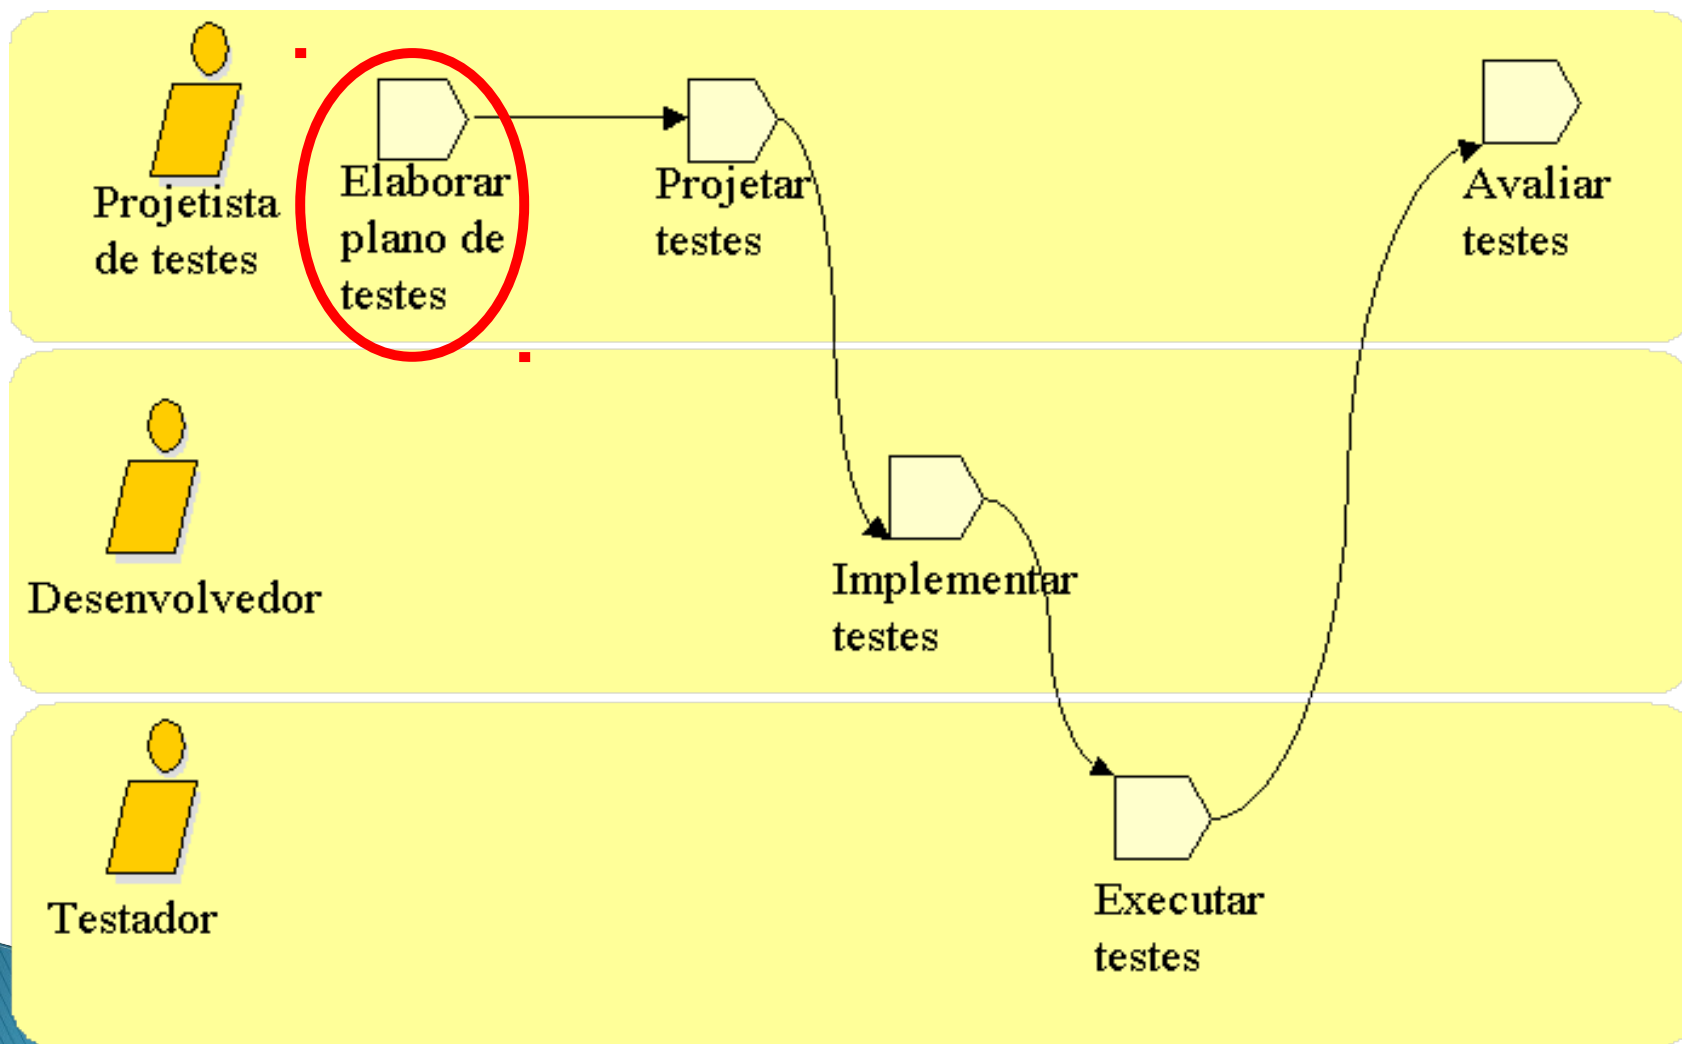 Projetista
de testes
Elaborar
plano de
testes
Projetar
testes
Avaliar
testes
Desenvolvedor
Implementar
testes
Testador
Executar
testes